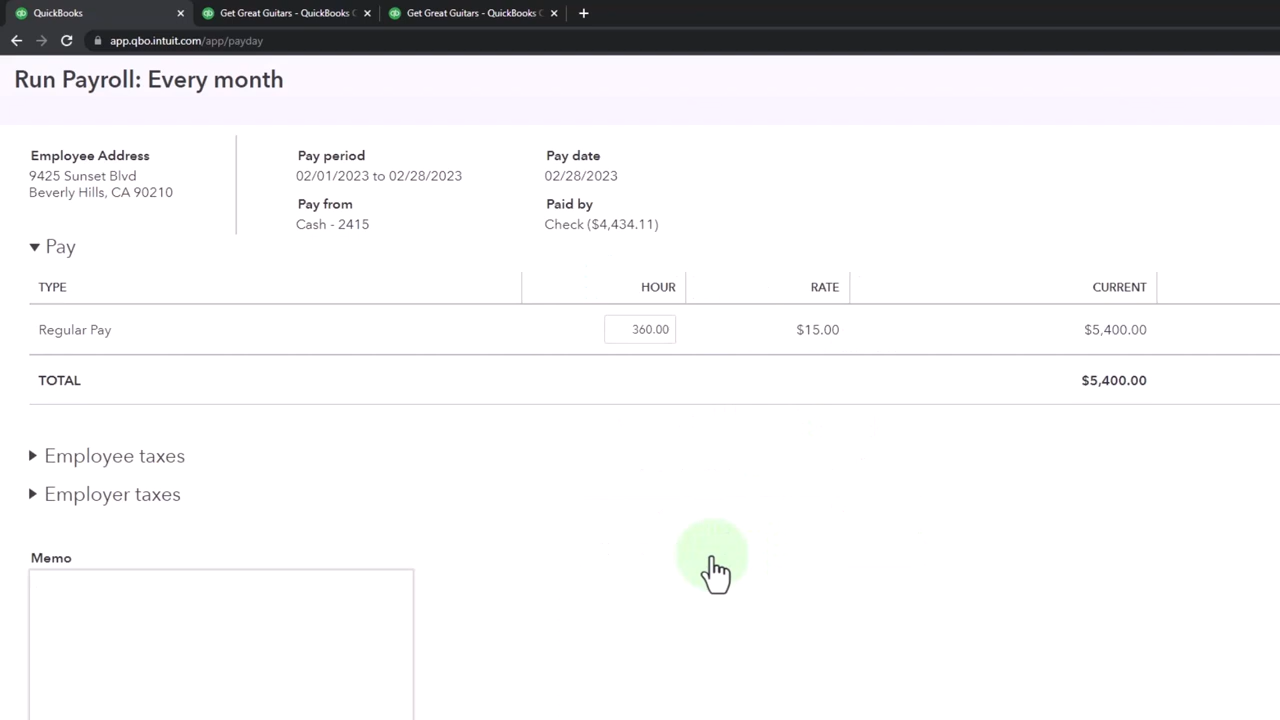 QuickBooks
Get Great Guitars - QuickBooks
Get Great Guitars - QuickBooks
app.qbo.intuit.com/app/payday
Run Payroll: Every month
Employee Address
9425 Sunset Blvd
Beverly Hills, CA 90210
Pay period
02/01/2023 to 02/28/2023
Pay date
02/28/2023
Pay from
Cash - 2415
Paid by
Check ($4,434.11)
Pay
TYPE HOUR RATE CURRENT
Regular Pay 360.00 $15.00 $5,400.00
TOTAL $5,400.00
Employee taxes
Employer taxes
Memo